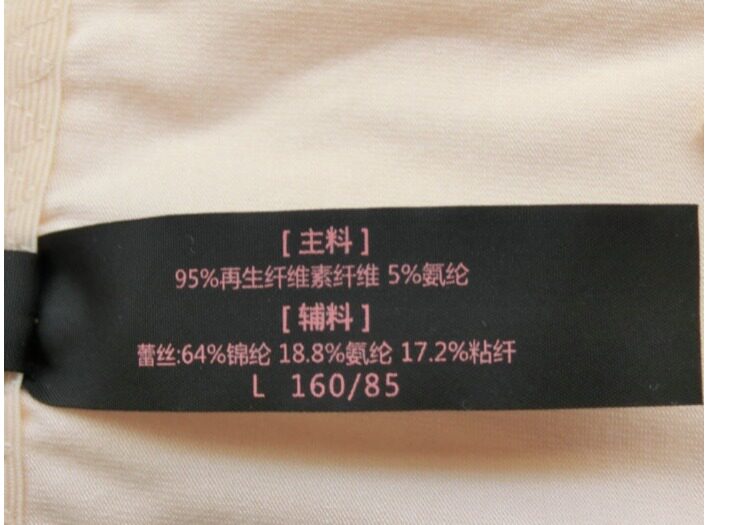 [ 主料 ]
95%再生纤维素纤维 5%氨纶
[ 辅料 ]
蕾丝:64%锦纶 18.8%氨纶 17.2%粘纤
L 160/85